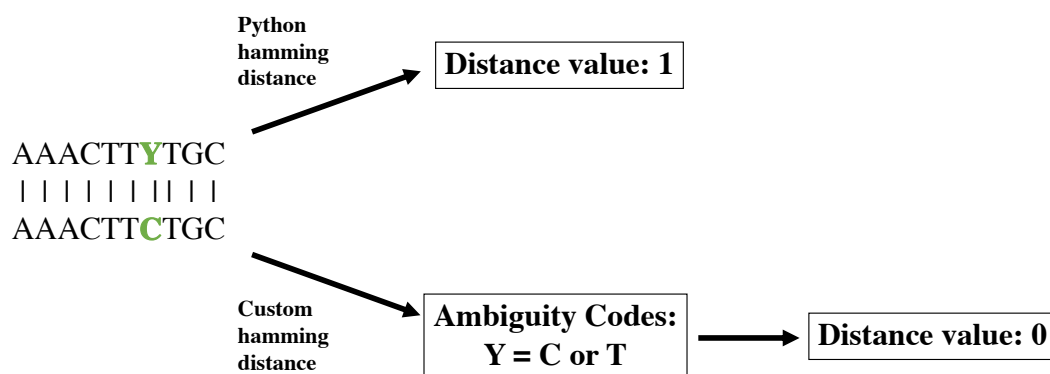 Python
hamming
distance
Distance value: 1
AAACTTYTGC
| | | | | | | | | |
AAACTTCTGC
Custom
hamming
distance
Ambiguity Codes:
Y = C or T
Distance value: 0